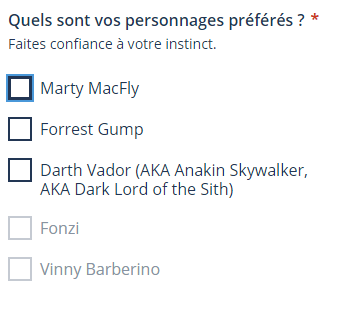 Quels sont vos personnages préférés ? *
Faites confiance à votre instinct.
Marty MacFly
Forrest Gump
Darth Vador (AKA Anakin Skywalker,
AKA Dark Lord of the Sith)
Fonzi
Vinny Barberino